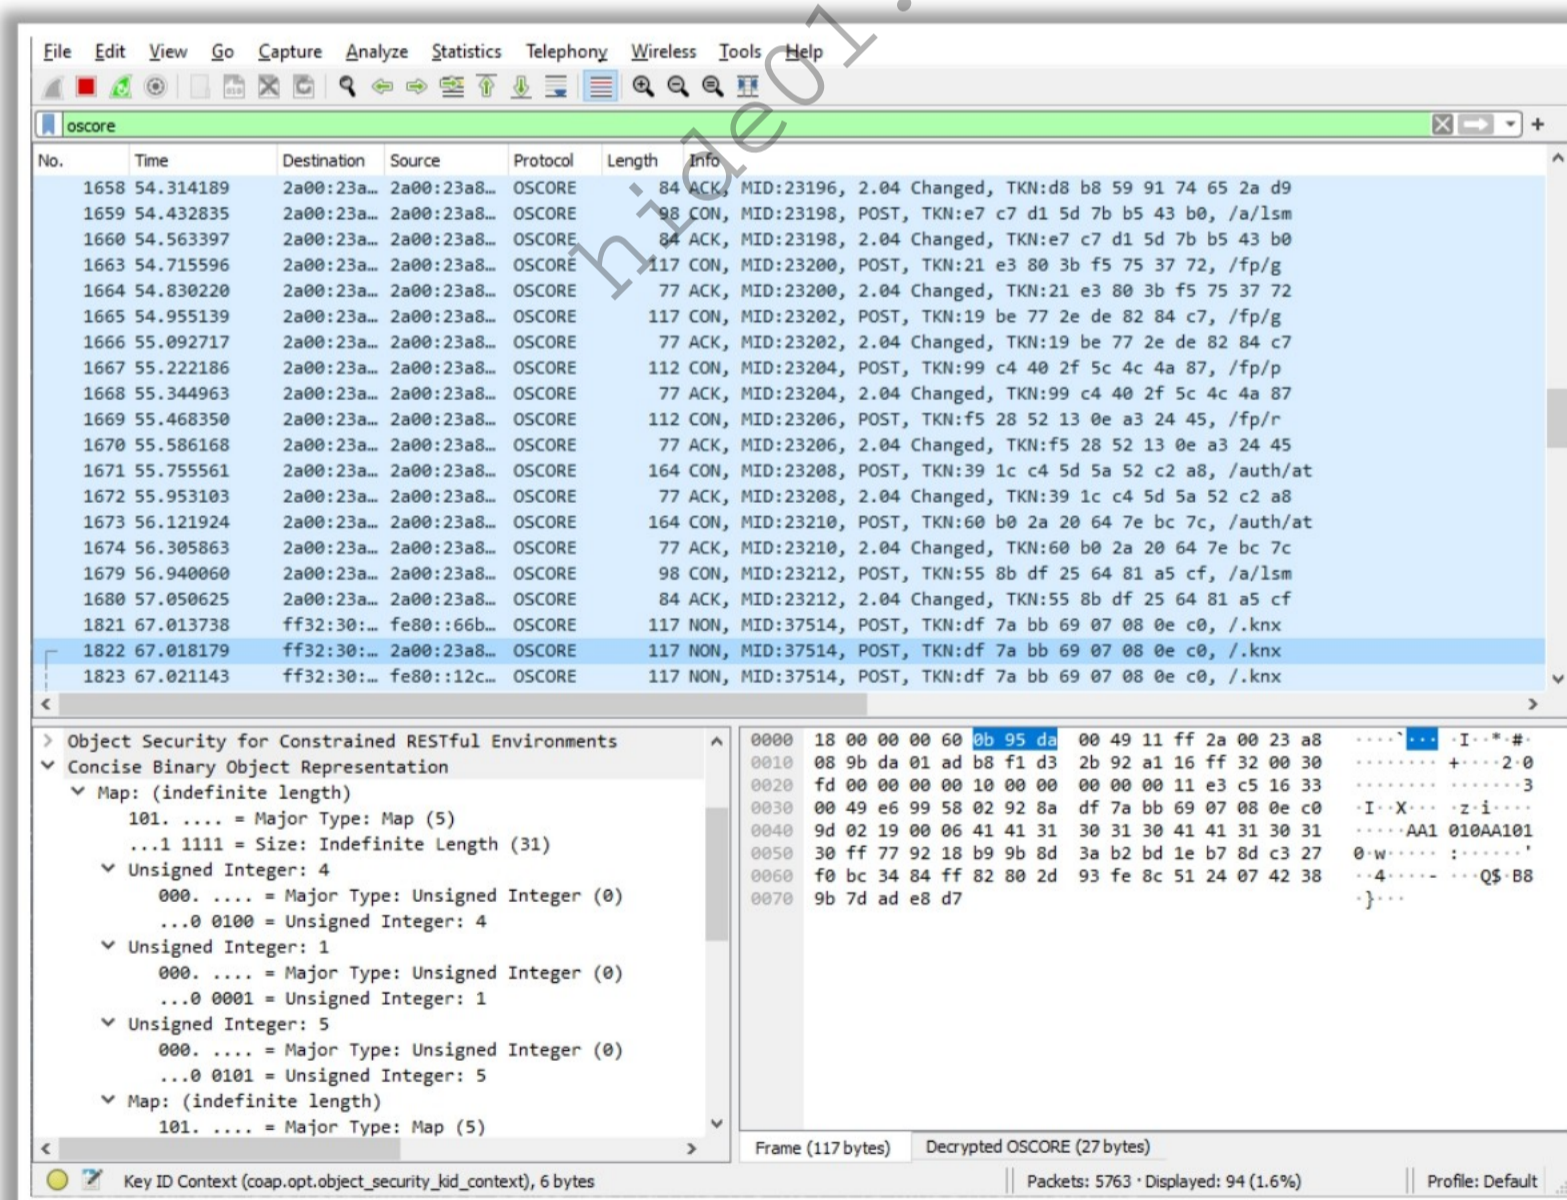 hide01.
File Edit View Go Capture Analyze Statistics Telephony Wireless Tools Help
oscore
No. Time Destination Source Protocol Length Info
1658 54.314189 2a00:23a… 2a00:23a8… OSCORE 84 ACK, MID:23196, 2.04 Changed, TKN:d8 b8 59 91 74 65 2a d9
1659 54.432835 2a00:23a… 2a00:23a8… OSCORE 98 CON, MID:23198, POST, TKN:e7 c7 d1 5d 7b b5 43 b0, /a/lsm
1660 54.563397 2a00:23a… 2a00:23a8… OSCORE 84 ACK, MID:23198, 2.04 Changed, TKN:e7 c7 d1 5d 7b b5 43 b0
1663 54.715596 2a00:23a… 2a00:23a8… OSCORE 117 CON, MID:23200, POST, TKN:21 e3 80 3b f5 75 37 72, /fp/g
1664 54.830220 2a00:23a… 2a00:23a8… OSCORE 77 ACK, MID:23200, 2.04 Changed, TKN:21 e3 80 3b f5 75 37 72
1665 54.955139 2a00:23a… 2a00:23a8… OSCORE 117 CON, MID:23202, POST, TKN:19 be 77 2e de 82 84 c7, /fp/g
1666 55.092717 2a00:23a… 2a00:23a8… OSCORE 77 ACK, MID:23202, 2.04 Changed, TKN:19 be 77 2e de 82 84 c7
1667 55.222186 2a00:23a… 2a00:23a8… OSCORE 112 CON, MID:23204, POST, TKN:99 c4 40 2f 5c 4c 4a 87, /fp/p
1668 55.344963 2a00:23a… 2a00:23a8… OSCORE 77 ACK, MID:23204, 2.04 Changed, TKN:99 c4 40 2f 5c 4c 4a 87
1669 55.468350 2a00:23a… 2a00:23a8… OSCORE 112 CON, MID:23206, POST, TKN:f5 28 52 13 0e a3 24 45, /fp/r
1670 55.586168 2a00:23a… 2a00:23a8… OSCORE 77 ACK, MID:23206, 2.04 Changed, TKN:f5 28 52 13 0e a3 24 45
1671 55.755561 2a00:23a… 2a00:23a8… OSCORE 164 CON, MID:23208, POST, TKN:39 1c c4 5d 5a 52 c2 a8, /auth/at
1672 55.953103 2a00:23a… 2a00:23a8… OSCORE 77 ACK, MID:23208, 2.04 Changed, TKN:39 1c c4 5d 5a 52 c2 a8
1673 56.121924 2a00:23a… 2a00:23a8… OSCORE 164 CON, MID:23210, POST, TKN:60 b0 2a 20 64 7e bc 7c, /auth/at
1674 56.305863 2a00:23a… 2a00:23a8… OSCORE 77 ACK, MID:23210, 2.04 Changed, TKN:60 b0 2a 20 64 7e bc 7c
1679 56.940060 2a00:23a… 2a00:23a8… OSCORE 98 CON, MID:23212, POST, TKN:55 8b df 25 64 81 a5 cf, /a/lsm
1680 57.050625 2a00:23a… 2a00:23a8… OSCORE 84 ACK, MID:23212, 2.04 Changed, TKN:55 8b df 25 64 81 a5 cf
1821 67.013738 ff32:30:… fe80::66b… OSCORE 117 NON, MID:37514, POST, TKN:df 7a bb 69 07 08 0e c0, /.knx
1822 67.018179 ff32:30:… 2a00:23a8… OSCORE 117 NON, MID:37514, POST, TKN:df 7a bb 69 07 08 0e c0, /.knx
1823 67.021143 ff32:30:… fe80::12c… OSCORE 117 NON, MID:37514, POST, TKN:df 7a bb 69 07 08 0e c0, /.knx
Object Security for Constrained RESTful Environments
Concise Binary Object Representation
Map: (indefinite length)
101. .... = Major Type: Map (5)
...1 1111 = Size: Indefinite Length (31)
Unsigned Integer: 4
000. .... = Major Type: Unsigned Integer (0)
...0 0100 = Unsigned Integer: 4
Unsigned Integer: 1
000. .... = Major Type: Unsigned Integer (0)
...0 0001 = Unsigned Integer: 1
Unsigned Integer: 5
000. .... = Major Type: Unsigned Integer (0)
...0 0101 = Unsigned Integer: 5
Map: (indefinite length)
101. .... = Major Type: Map (5)
0000 18 00 00 00 60 0b 95 da 00 49 11 ff 2a 00 23 a8 ····`··· ·I··*·#·
0010 08 9b da 01 ad b8 f1 d3 2b 92 a1 16 ff 32 00 30 ········ +····2·0
0020 fd 00 00 00 00 10 00 00 00 00 00 11 e3 c5 16 33 ········ ·······3
0030 00 49 e6 99 58 02 92 8a df 7a bb 69 07 08 0e c0 ·I··X··· ·z·i····
0040 9d 02 19 00 06 41 41 31 30 31 30 41 41 31 30 31 ·····AA1 010AA101
0050 30 ff 77 92 18 b9 9b 8d 3a b2 bd 1e b7 8d c3 27 0·w····· :······'
0060 f0 bc 34 84 ff 82 80 2d 93 fe 8c 51 24 07 42 38 ··4····- ···Q$·B8
0070 9b 7d ad e8 d7 ·}···
Frame (117 bytes) Decrypted OSCORE (27 bytes)
Key ID Context (coap.opt.object_security_kid_context), 6 bytes Packets: 5763 · Displayed: 94 (1.6%) Profile: Default